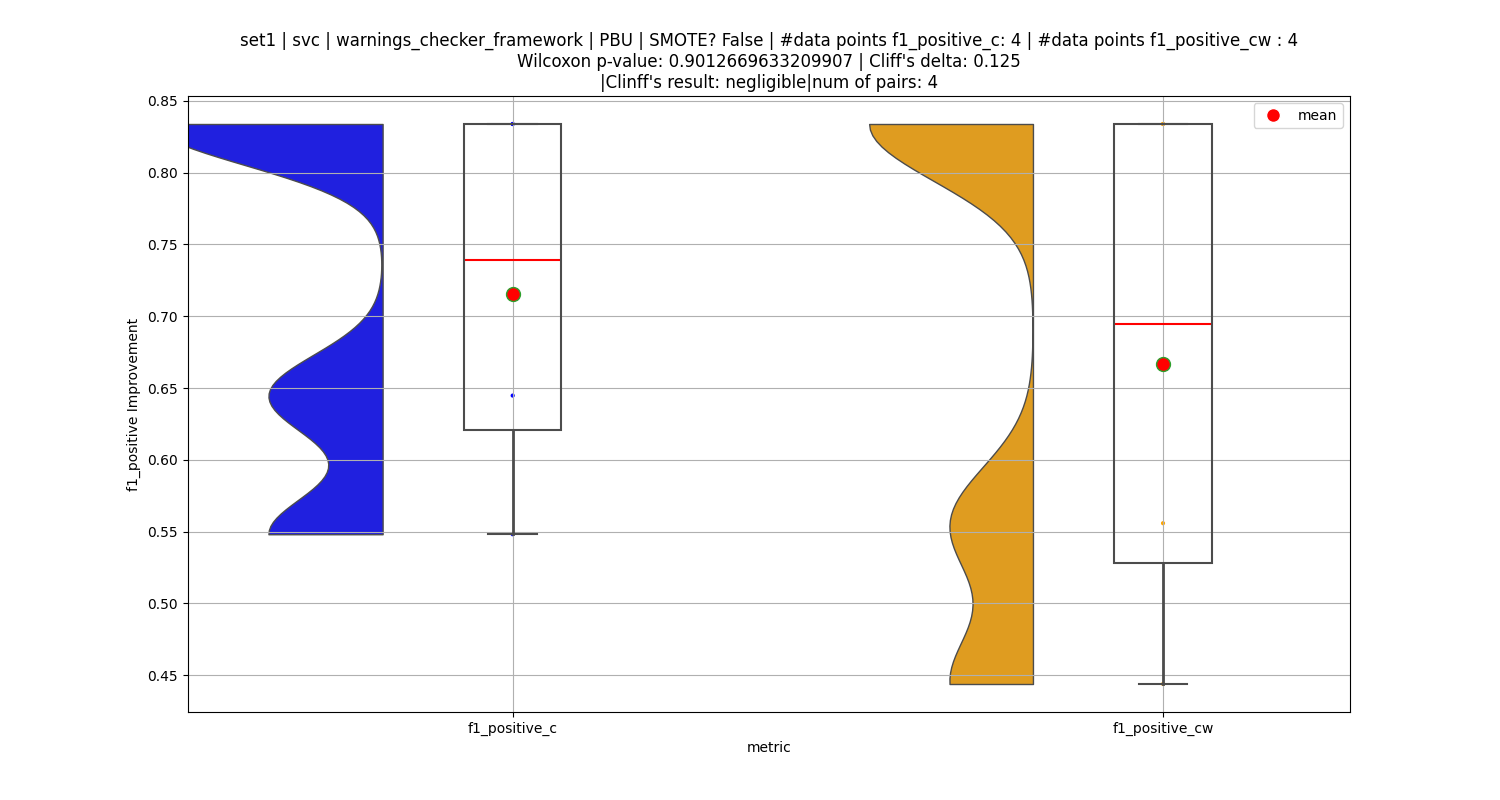 set1 | svc | warnings_checker_framework | PBU | SMOTE? False | #data points f1_positive_c: 4 | #data points f1_positive_cw : 4
Wilcoxon p-value: 0.9012669633209907 | Cliff's delta: 0.125
|Clinff's result: negligible|num of pairs: 4
mean
0.85
0.80
0.75
0.70
0.65
0.60
0.55
0.50
0.45
f1_positive Improvement
f1_positive_c
f1_positive_cw
metric